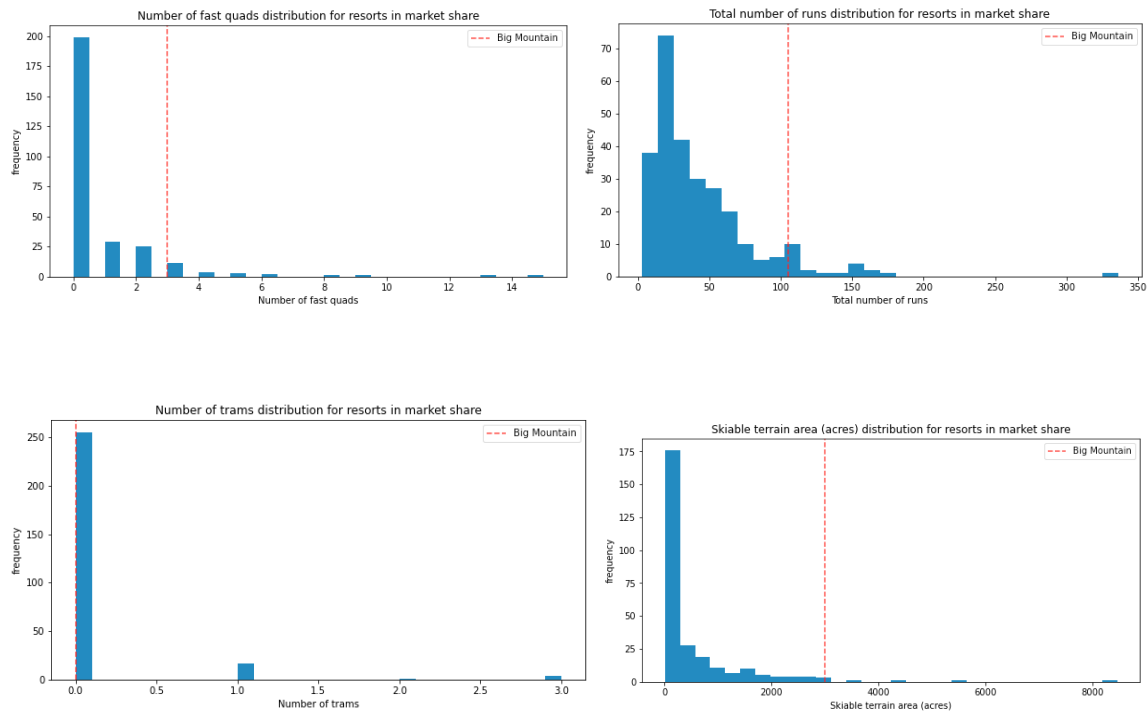 Number of fast quads distribution for resorts in market share
Big Mountain
200
175
150
125
100
75
50
25
0
frequency
0 2 4 6 8 10 12 14
Number of fast quads
Total number of runs distribution for resorts in market share
Big Mountain
70
60
50
40
30
20
10
0
frequency
0 50 100 150 200 250 300 350
Total number of runs
Number of trams distribution for resorts in market share
Big Mountain
250
200
150
100
50
0
frequency
0.0 0.5 1.0 1.5 2.0 2.5 3.0
Number of trams
Skiable terrain area (acres) distribution for resorts in market share
Big Mountain
175
150
125
100
75
50
25
0
frequency
0 2000 4000 6000 8000
Skiable terrain area (acres)